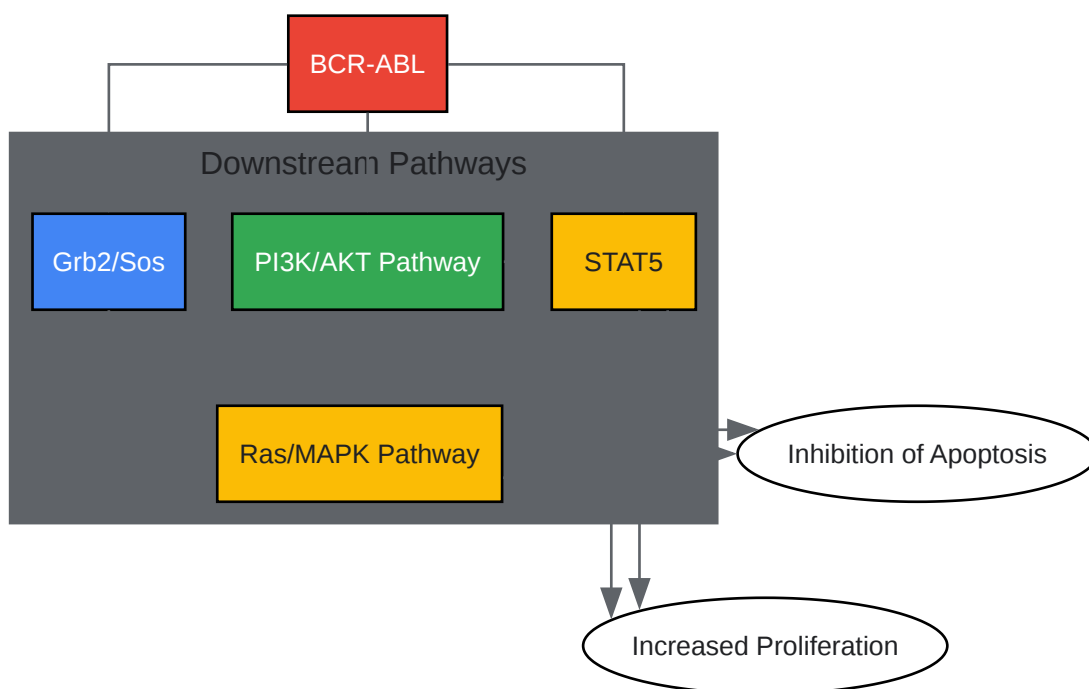 BCR-ABL
Downstream Pathways
Grb2/Sos
PI3K/AKT Pathway
STAT5
Ras/MAPK Pathway
Inhibition of Apoptosis
Increased Proliferation